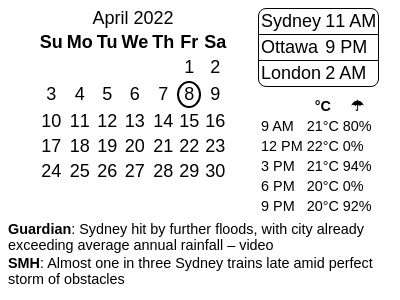 April 2022
Su Mo Tu We Th Fr Sa
1 2
3 4 5 6 7 8 9
10 11 12 13 14 15 16
17 18 19 20 21 22 23
24 25 26 27 28 29 30
Sydney 11 AM
Ottawa 9 PM
London 2 AM
°C ☂
9 AM 21°C 80%
12 PM 22°C 0%
3 PM 21°C 94%
6 PM 20°C 0%
9 PM 20°C 92%
Guardian: Sydney hit by further floods, with city already
exceeding average annual rainfall – video
SMH: Almost one in three Sydney trains late amid perfect
storm of obstacles